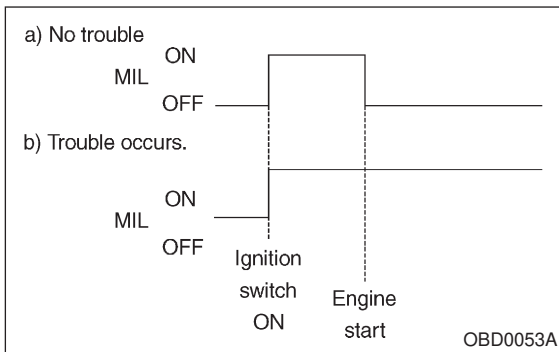 a) No trouble
ON
MIL
OFF
b) Trouble occurs.
ON
MIL
OFF
Ignition
switch
ON
Engine
start
OBD0053A